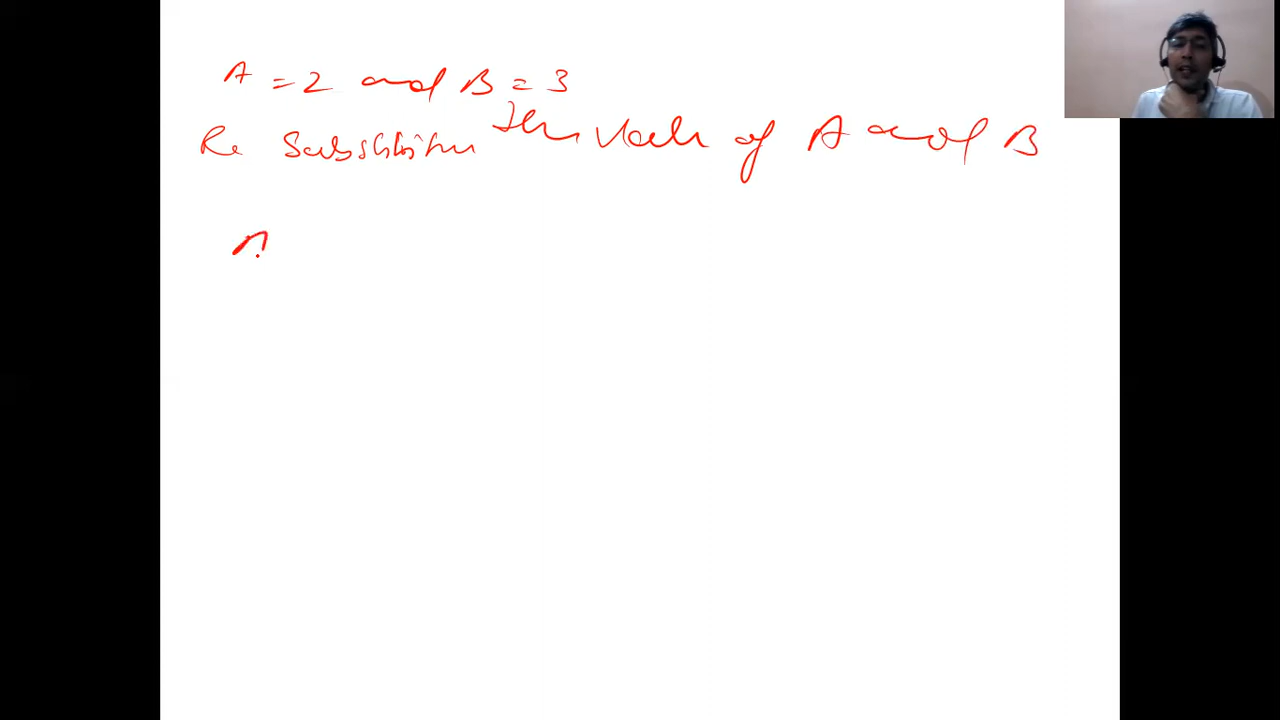 A = 2 and B = 3
Re Substitute the Value of A and B